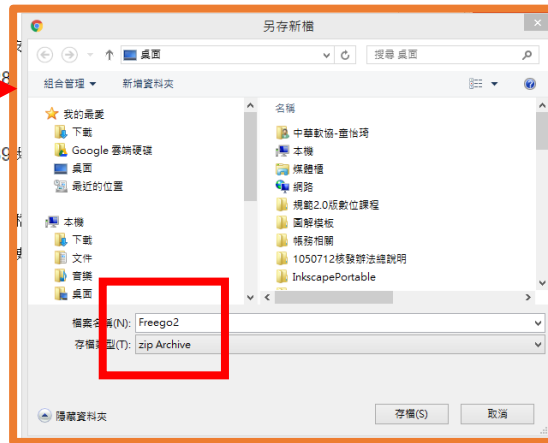 另存新檔
桌面
搜尋 桌面
組合管理 ▼ 新增資料夾
我的最愛
下載
Google 雲端硬碟
桌面
最近的位置
本機
下載
文件
音樂
桌面
名稱
中華軟協-童怡琦
本機
媒體櫃
網路
規範2.0版數位課程
圖解模板
帳務相關
1050712核發辦法總說明
InkscapePortable
檔案名稱(N): Freego2
存檔類型(T): zip Archive
隱藏資料夾
存檔(S) 取消